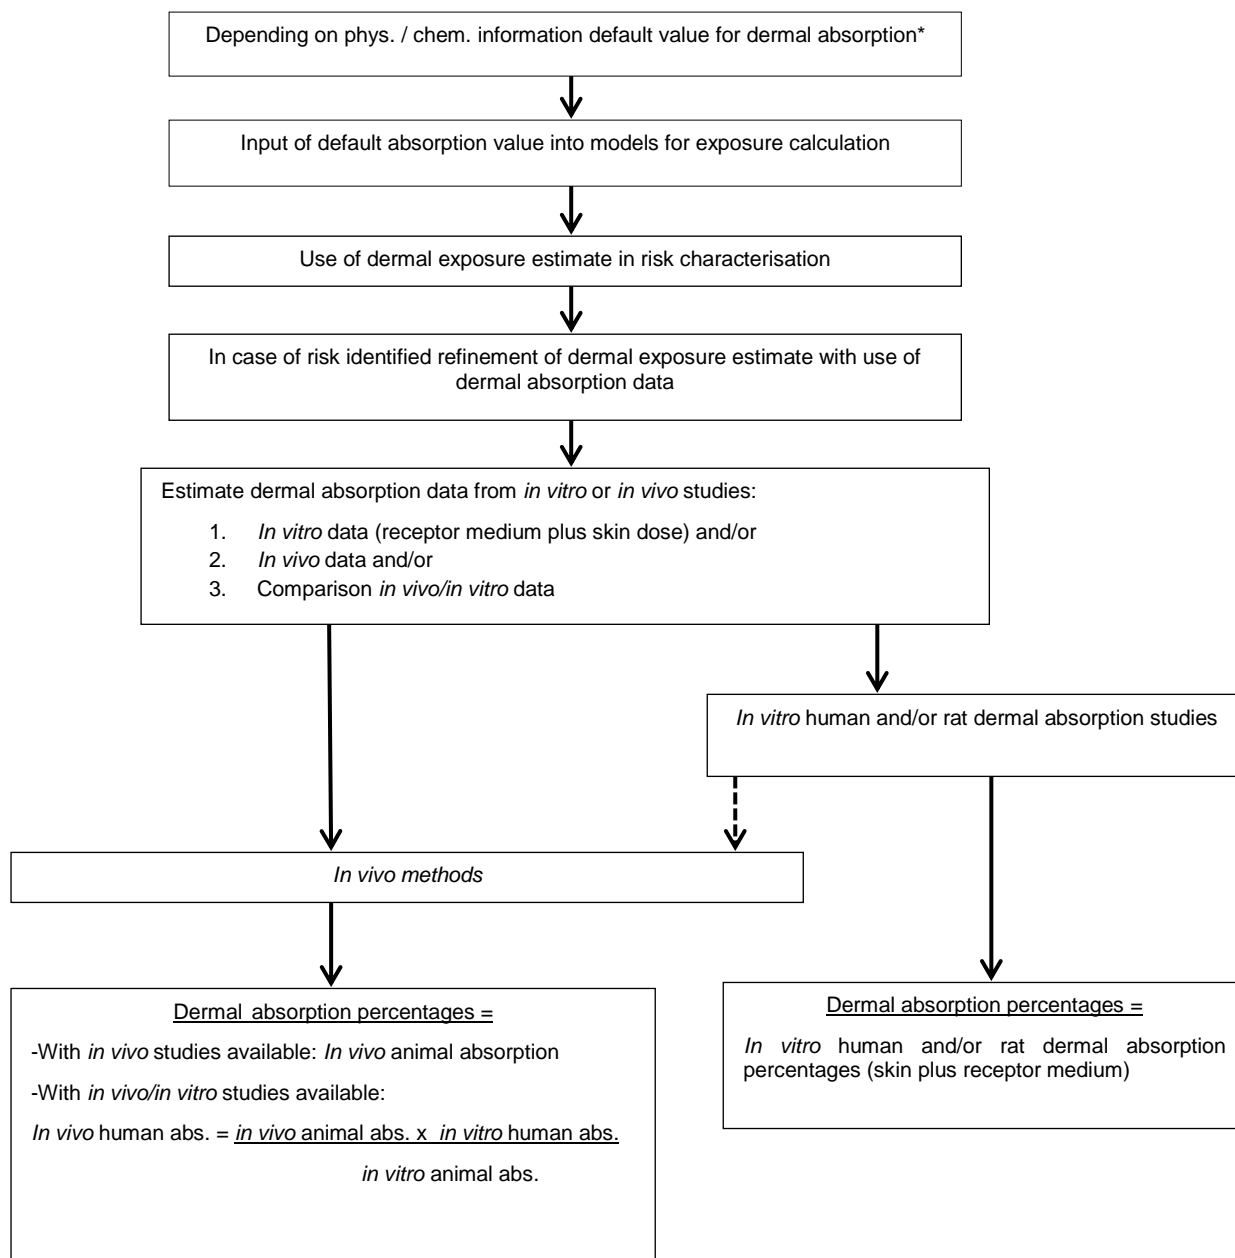 Depending on phys. / chem. information default value for dermal absorption*
Input of default absorption value into models for exposure calculation
Use of dermal exposure estimate in risk characterisation
In case of risk identified refinement of dermal exposure estimate with use of
dermal absorption data
Estimate dermal absorption data from in vitro or in vivo studies:
1. In vitro data (receptor medium plus skin dose) and/or
2. In vivo data and/or
3. Comparison in vivo/in vitro data
In vitro human and/or rat dermal absorption studies
In vivo methods
Dermal absorption percentages =
-With in vivo studies available: In vivo animal absorption
-With in vivo/in vitro studies available:
In vivo human abs. = in vivo animal abs. x in vitro human abs.
in vitro animal abs.
Dermal absorption percentages =
In vitro human and/or rat dermal absorption
percentages (skin plus receptor medium)